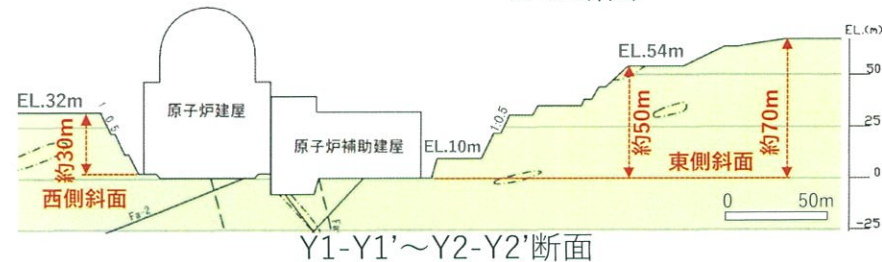 EL.(m)
EL.54m
50
EL.32m
1:0.5
原子炉建屋
約30m
原子炉補助建屋
EL.10m
1:0.5
約50m
約70m
25
西側斜面
東側斜面
0
Fa-2
0 50m
-25
Y1-Y1'～Y2-Y2'断面